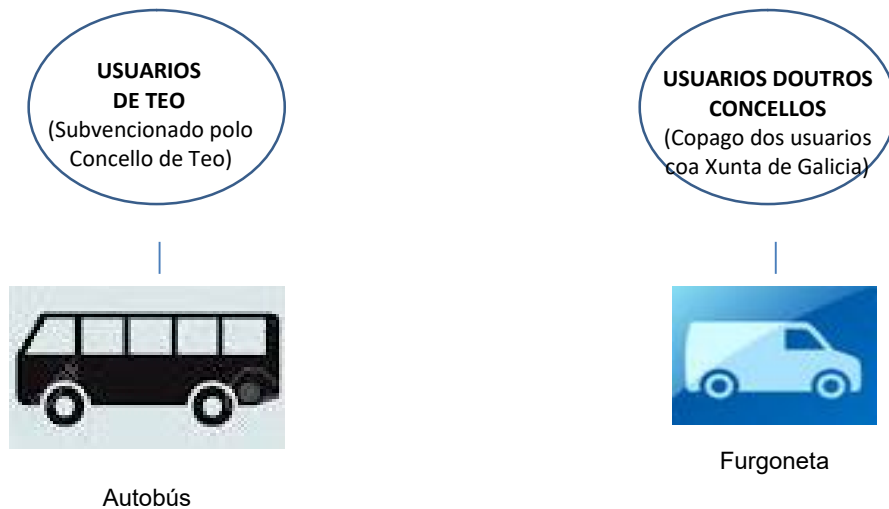 USUARIOS
DE TEO
(Subvencionado polo
Concello de Teo)
USUARIOS DOUTROS
CONCELLOS
(Copago dos usuarios
coa Xunta de Galicia)
Autobús
Furgoneta